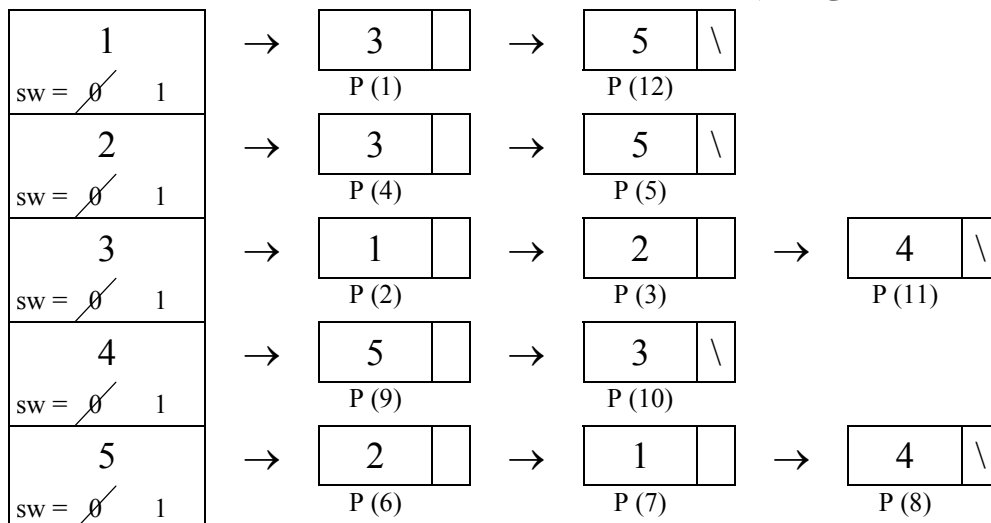 1 → 3 → 5 \
sw = 0 1 P (1) P (12)
2 → 3 → 5 \
sw = 0 1 P (4) P (5)
3 → 1 → 2 → 4 \
sw = 0 1 P (2) P (3) P (11)
4 → 5 → 3 \
sw = 0 1 P (9) P (10)
5 → 2 → 1 → 4 \
sw = 0 1 P (6) P (7) P (8)